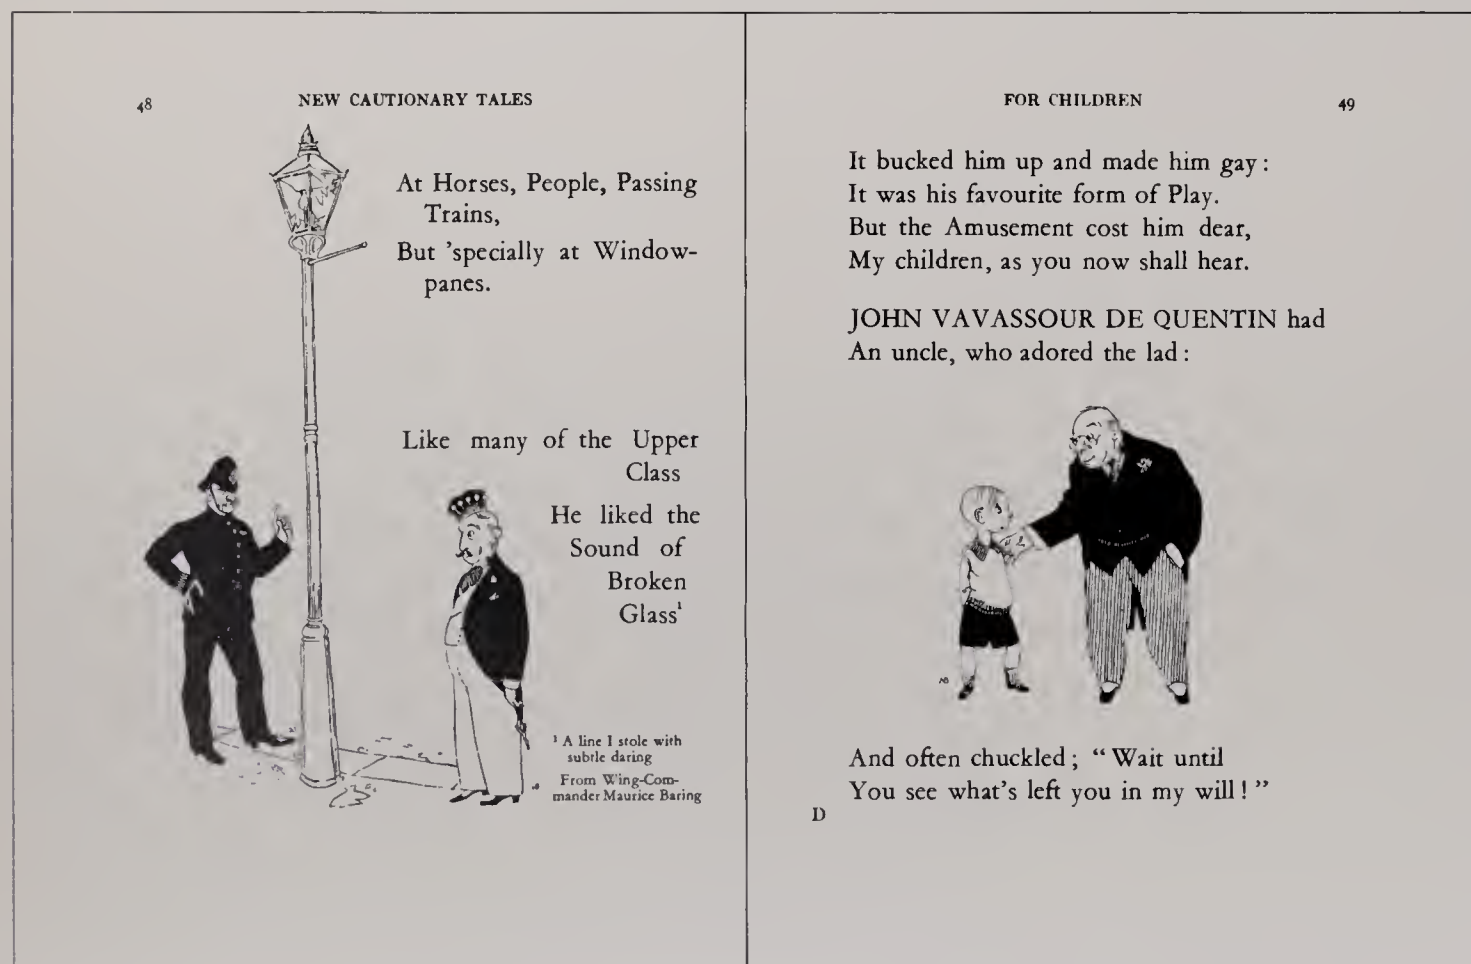 48
NEW CAUTIONARY TALES
At Horses, People, Passing
Trains,
But 'specially at Window-
panes.
Like many of the Upper
Class
He liked the
Sound of
Broken
Glass¹
¹ A line I stole with
subtle daring
From Wing-Com-
mander Maurice Baring
FOR CHILDREN
49
It bucked him up and made him gay:
It was his favourite form of Play.
But the Amusement cost him dear,
My children, as you now shall hear.
JOHN VAVASSOUR DE QUENTIN had
An uncle, who adored the lad:
And often chuckled; “Wait until
You see what's left you in my will!”
D